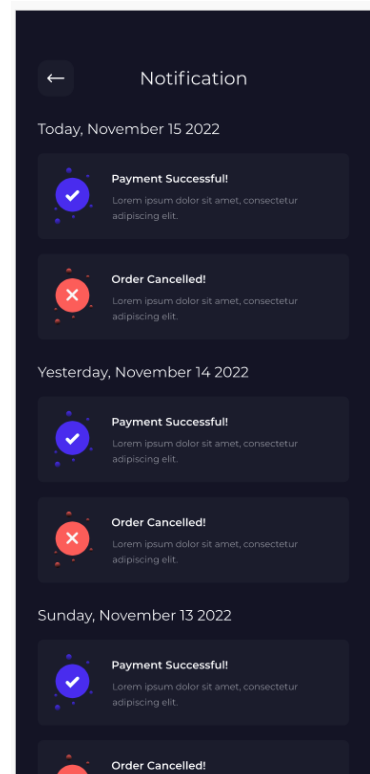 Notification
Today, November 15 2022
Payment Successful!
Lorem ipsum dolor sit amet, consectetur
adipiscing elit.
Order Cancelled!
Lorem ipsum dolor sit amet, consectetur
adipiscing elit.
Yesterday, November 14 2022
Payment Successful!
Lorem ipsum dolor sit amet, consectetur
adipiscing elit.
Order Cancelled!
Lorem ipsum dolor sit amet, consectetur
adipiscing elit.
Sunday, November 13 2022
Payment Successful!
Lorem ipsum dolor sit amet, consectetur
adipiscing elit.
Order Cancelled!